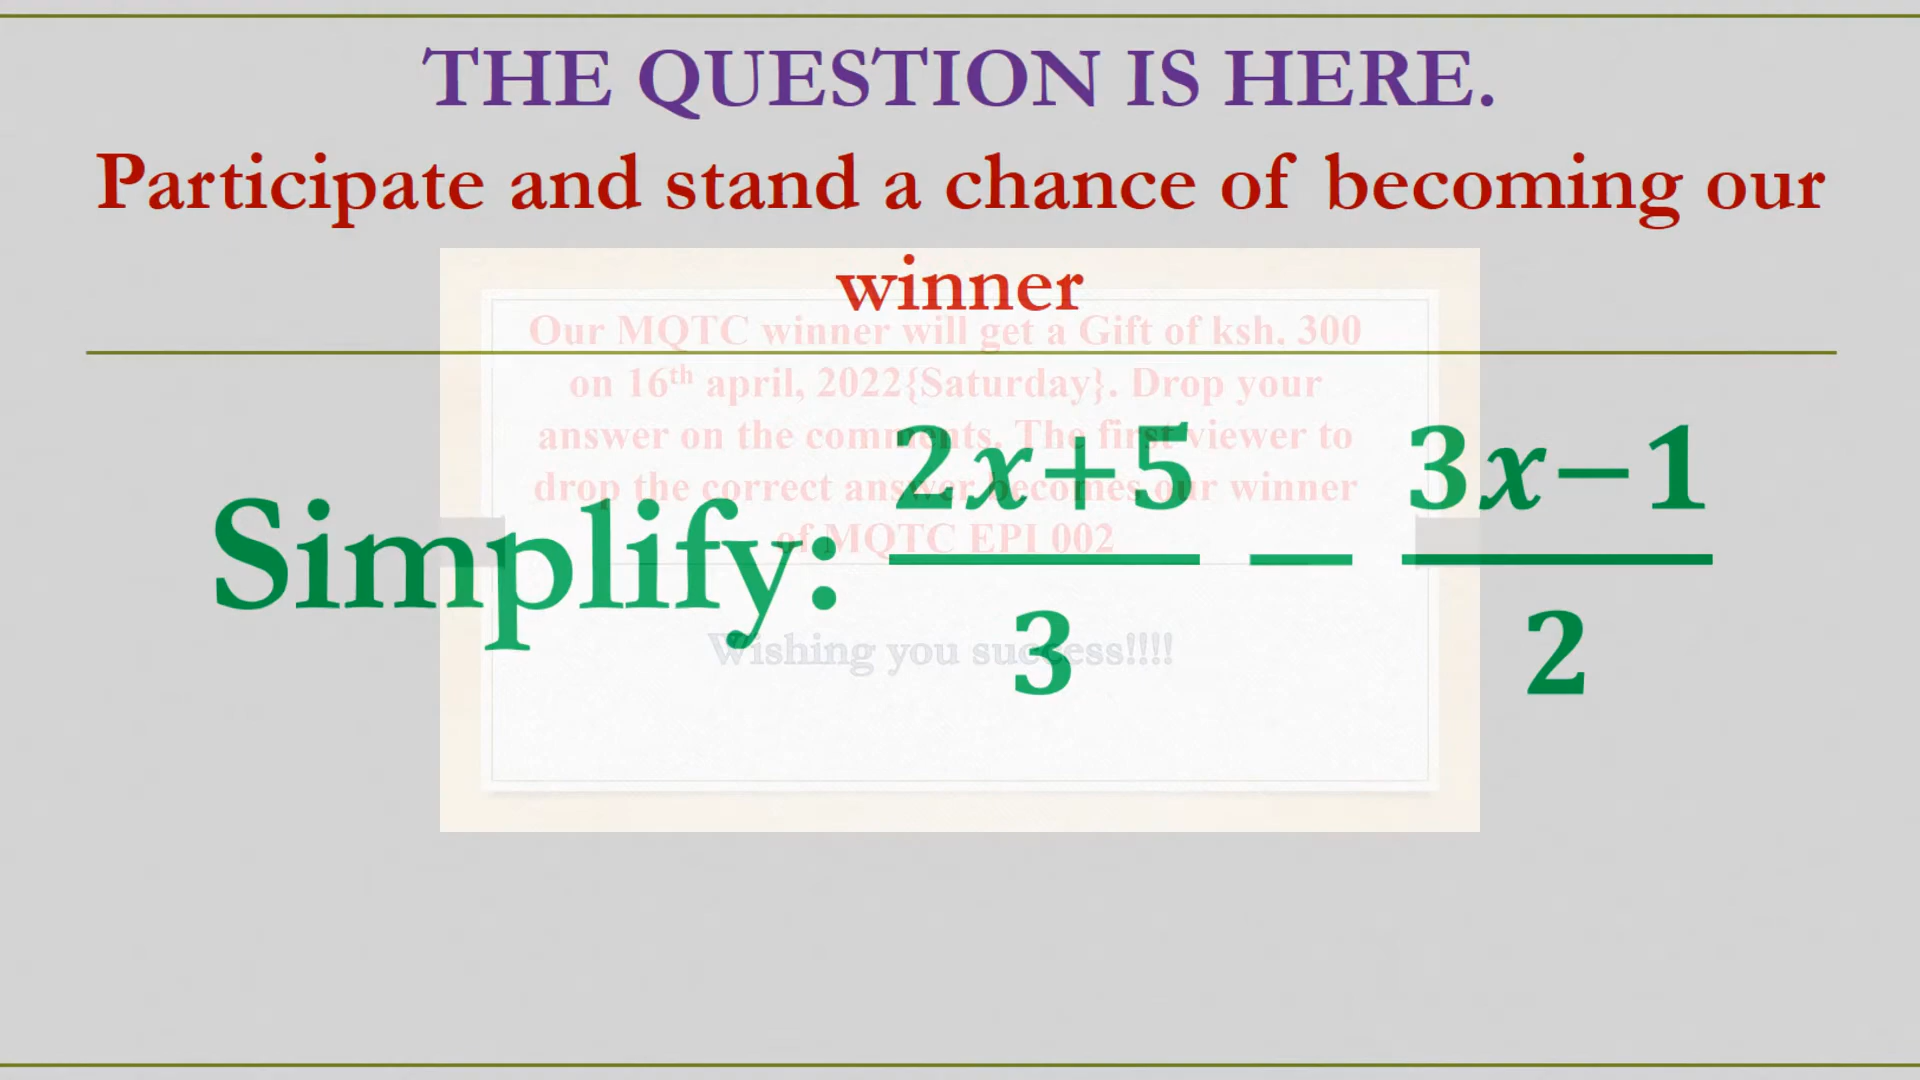 THE QUESTION IS HERE.
Participate and stand a chance of becoming our
winner
Our MQTC winner will get a Gift of ksh. 300
on 16th april, 2022{Saturday}. Drop your
answer on the comments. The first viewer to
drop the correct answer becomes our winner
of MQTC EPI 002
Simplify: \frac{2x+5}{3} − \frac{3x−1}{2}
Wishing you success!!!!